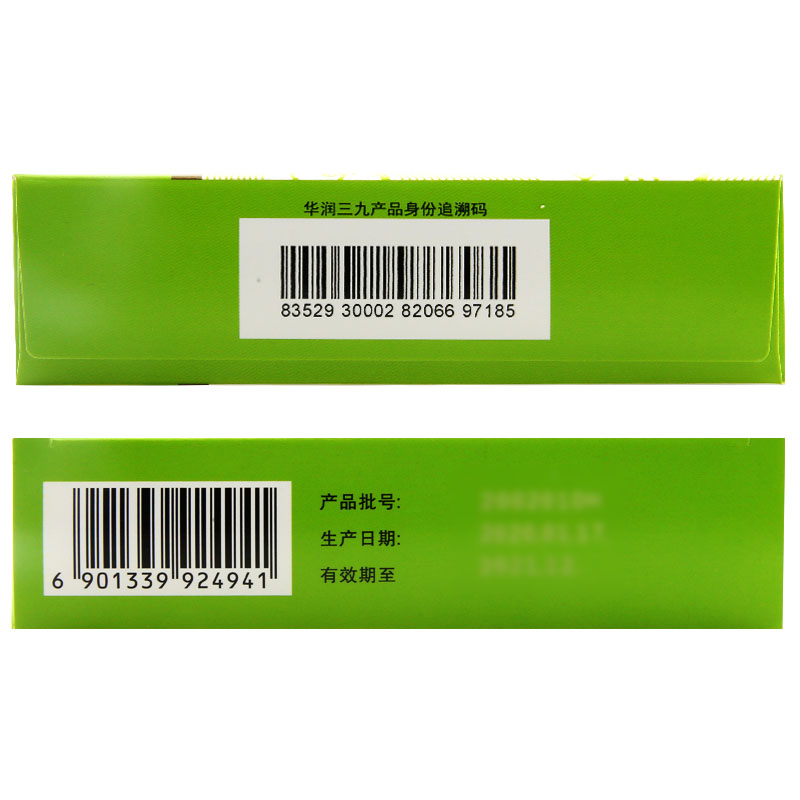 华润三九产品身份追溯码
83529 30002 82066 97185
6 901339 924941
产品批号:
生产日期:
有效期至